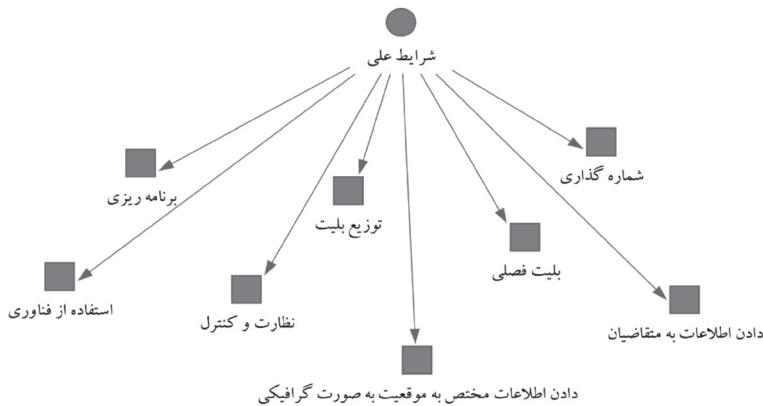 شرایط علی
شماره گذاری
برنامه ریزی
توزیع بلیت
بلیت فصلی
استفاده از فناوری
نظارت و کنترل
دادن اطلاعات به متقاضیان
دادن اطلاعات مختص به موقعیت به صورت گرافیکی